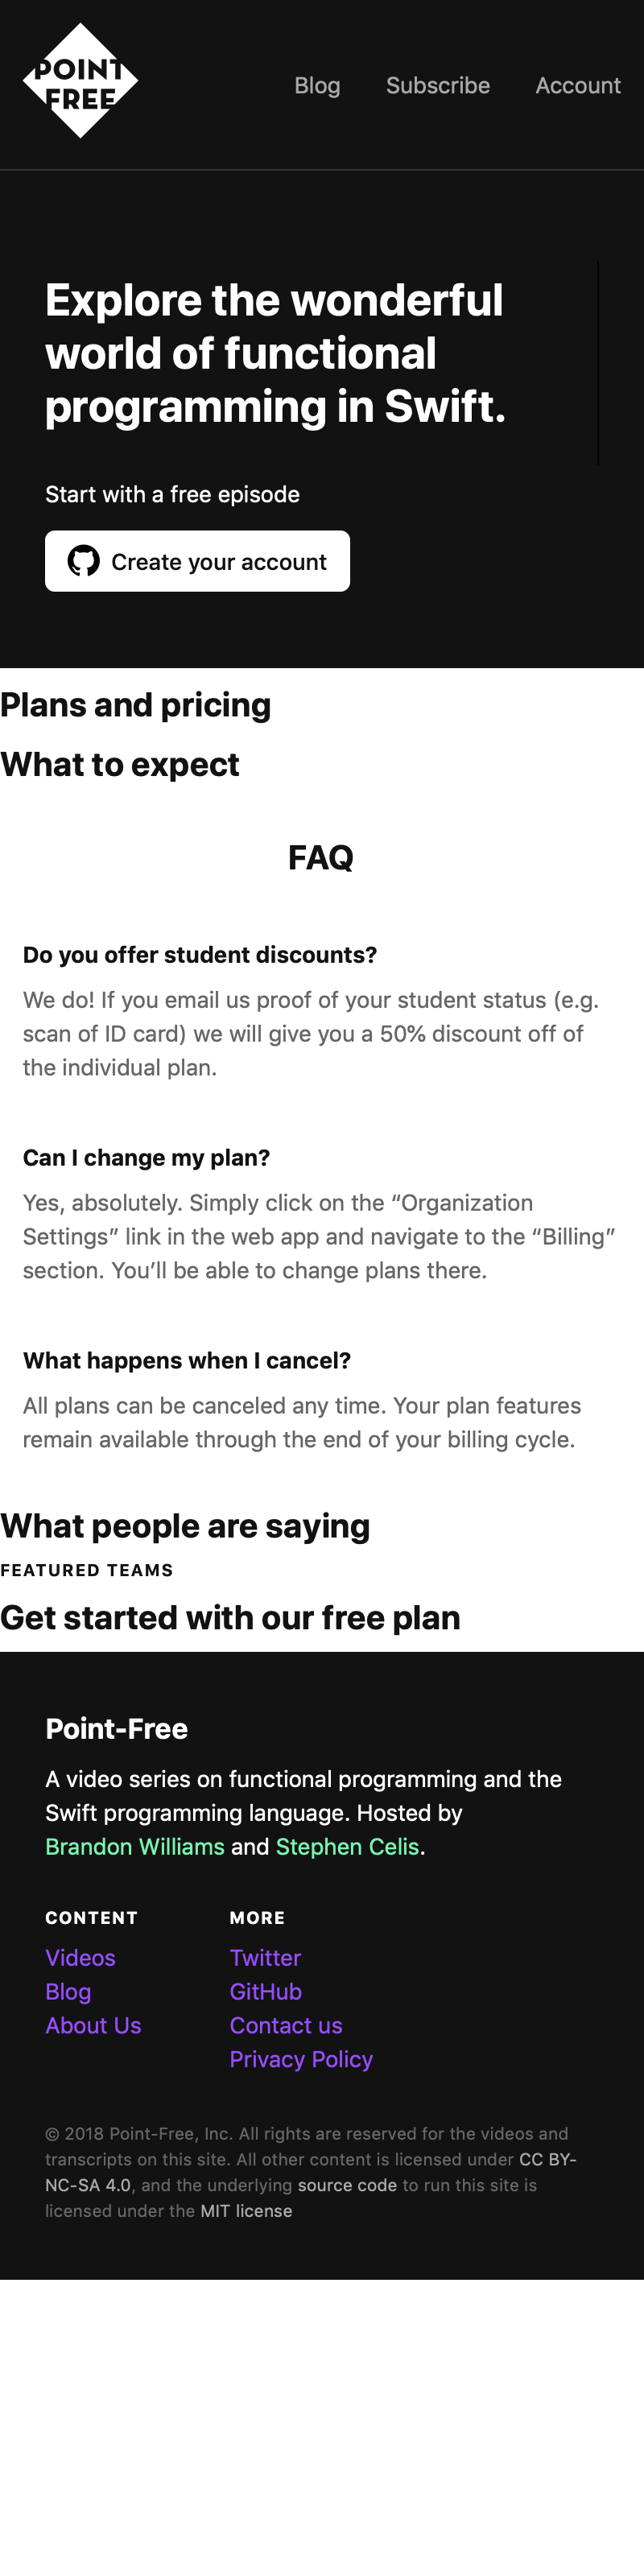 POINT
FREE
Blog
Subscribe
Account
Explore the wonderful
world of functional
programming in Swift.
Start with a free episode
Create your account
Plans and pricing
What to expect
FAQ
Do you offer student discounts?
We do! If you email us proof of your student status (e.g.
scan of ID card) we will give you a 50% discount off of
the individual plan.
Can I change my plan?
Yes, absolutely. Simply click on the “Organization
Settings” link in the web app and navigate to the “Billing”
section. You’ll be able to change plans there.
What happens when I cancel?
All plans can be canceled any time. Your plan features
remain available through the end of your billing cycle.
What people are saying
FEATURED TEAMS
Get started with our free plan
Point-Free
A video series on functional programming and the
Swift programming language. Hosted by
Brandon Williams and Stephen Celis.
CONTENT
Videos
Blog
About Us
MORE
Twitter
GitHub
Contact us
Privacy Policy
© 2018 Point-Free, Inc. All rights are reserved for the videos and
transcripts on this site. All other content is licensed under CC BY-
NC-SA 4.0, and the underlying source code to run this site is
licensed under the MIT license